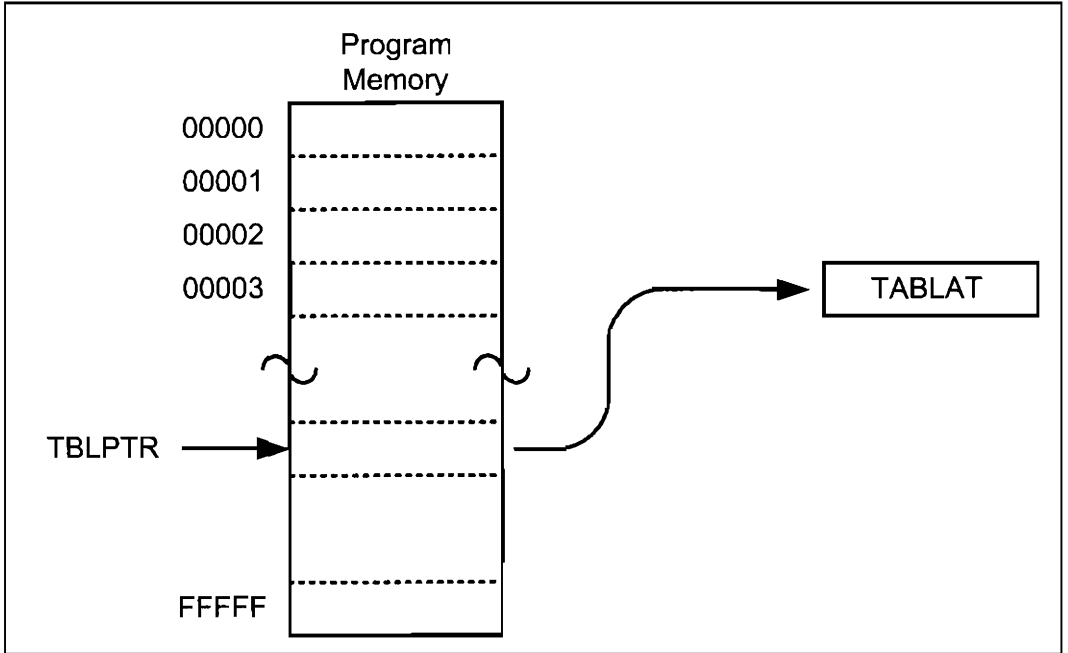 Program
Memory
00000
00001
00002
00003
TABLAT
TBLPTR
FFFFF